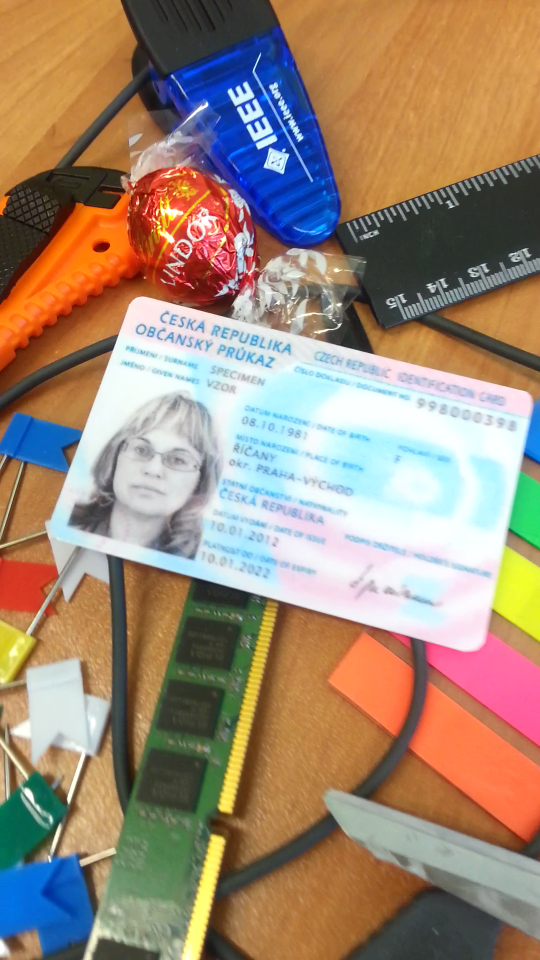 IEEE
www.ieee.org
LINDOR
15 14 13 12
ČESKÁ REPUBLIKA
OBČANSKÝ PRŮKAZ
CZECH REPUBLIC IDENTIFICATION CARD
ČÍSLO DOKLADU / DOCUMENT NO.
998000398
PŘÍJMENÍ / SURNAME SPECIMEN
JMÉNO / GIVEN NAMES VZOR
DATUM NAROZENÍ / DATE OF BIRTH
08.10.1981
POHLAVÍ / SEX
F
MÍSTO NAROZENÍ / PLACE OF BIRTH
ŘÍČANY
okr. PRAHA-VÝCHOD
STÁTNÍ OBČANSTVÍ / NATIONALITY
ČESKÁ REPUBLIKA
DATUM VYDÁNÍ / DATE OF ISSUE
10.01.2012
PODPIS DRŽITELE / HOLDER'S SIGNATURE
PLATNOST DO / DATE OF EXPIRY
10.01.2022
Specimen